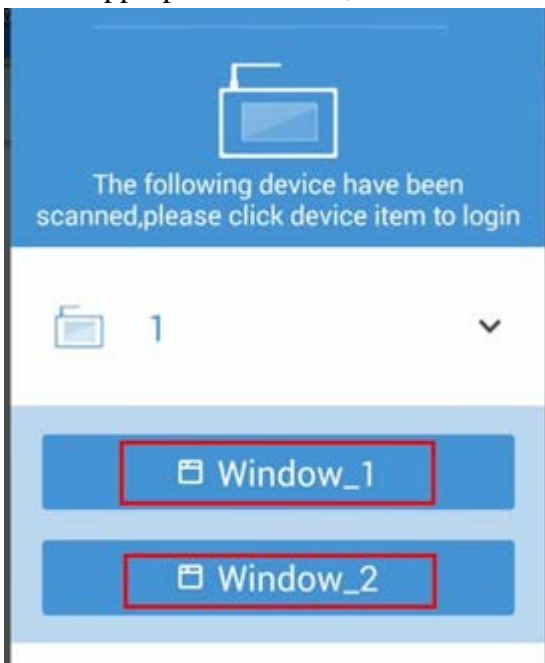 The following device have been
scanned,please click device item to login
1
Window_1
Window_2